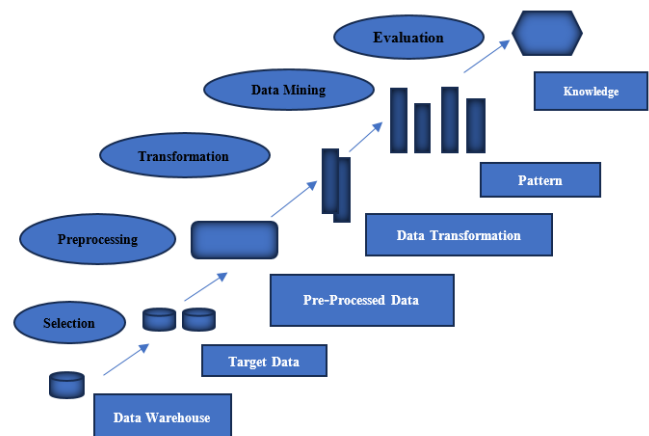 Evaluation
Knowledge
Data Mining
Pattern
Transformation
Data Transformation
Preprocessing
Pre-Processed Data
Selection
Target Data
Data Warehouse